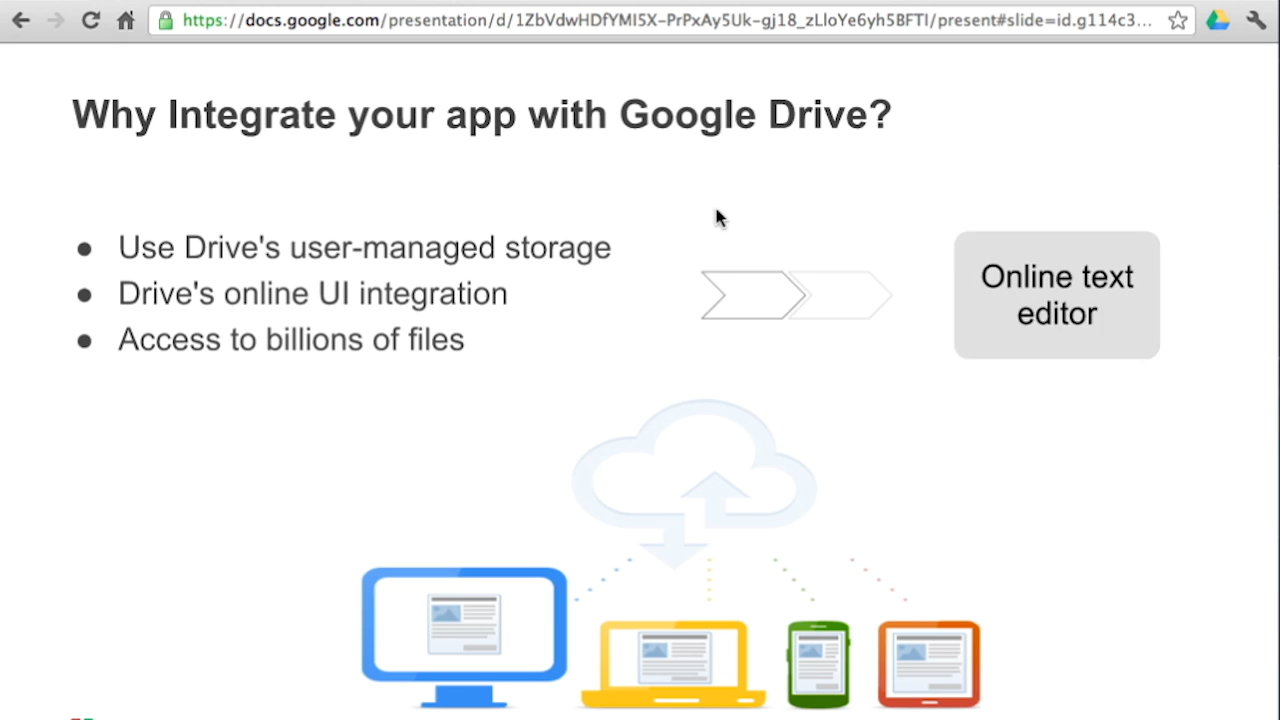 https://docs.google.com/presentation/d/1ZbVdwHDfYMI5X-PrPxAy5Uk-gj18_zLloYe6yh5BFTI/present#slide=id.g114c3...
Why Integrate your app with Google Drive?
● Use Drive's user-managed storage
● Drive's online UI integration
● Access to billions of files
Online text
editor